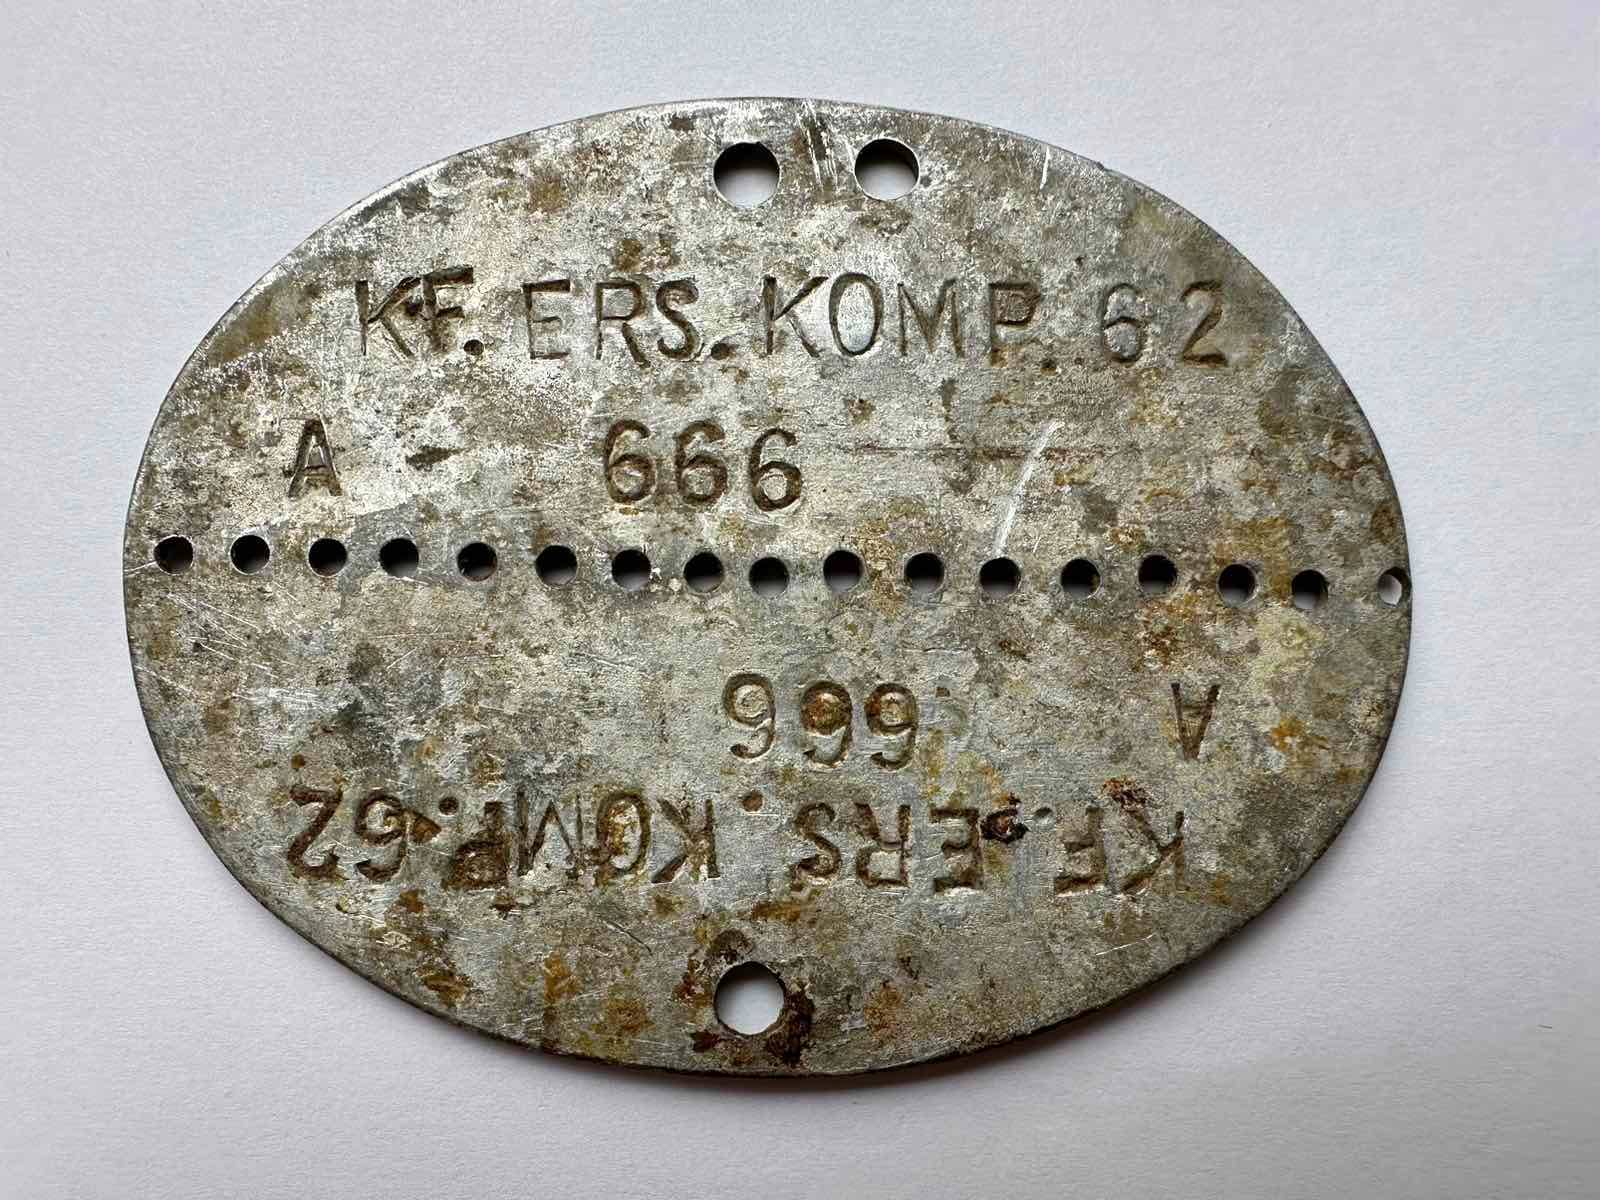 KF. ERS. KOMP. 62
A 666
A 666
KF. ERS. KOMP. 62